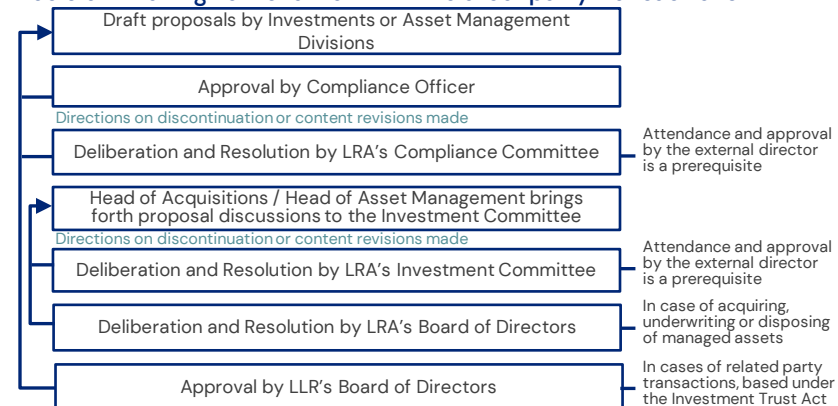 Draft proposals by Investments or Asset Management
Divisions
Approval by Compliance Officer
Directions on discontinuation or content revisions made
Deliberation and Resolution by LRA's Compliance Committee
Attendance and approval
by the external director
is a prerequisite
Head of Acquisitions / Head of Asset Management brings
forth proposal discussions to the Investment Committee
Directions on discontinuation or content revisions made
Deliberation and Resolution by LRA's Investment Committee
Attendance and approval
by the external director
is a prerequisite
Deliberation and Resolution by LRA's Board of Directors
In case of acquiring,
underwriting or disposing
of managed assets
Approval by LLR's Board of Directors
In cases of related party
transactions, based under
the Investment Trust Act